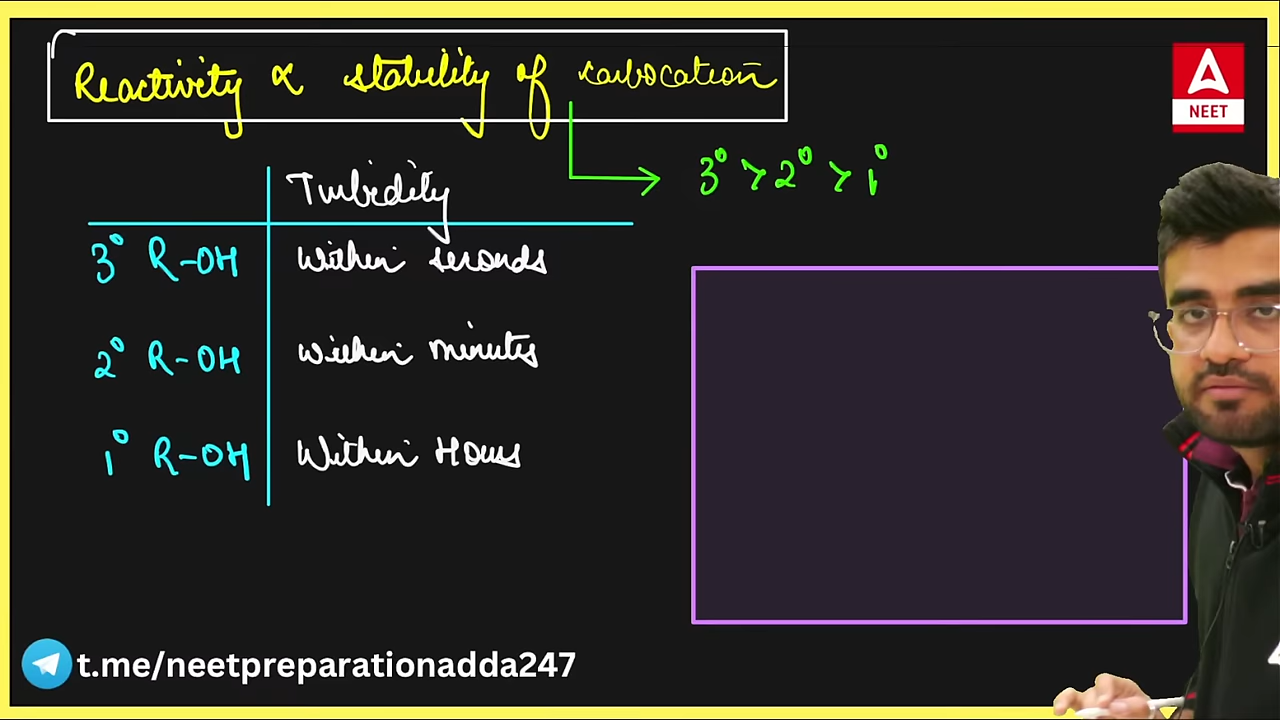 Reactivity ∝ stability of carbocation
NEET
3° > 2° > 1°
Turbidity
3° R-OH Within seconds
2° R-OH Within minutes
1° R-OH Within Hours
t.me/neetpreparationadda247